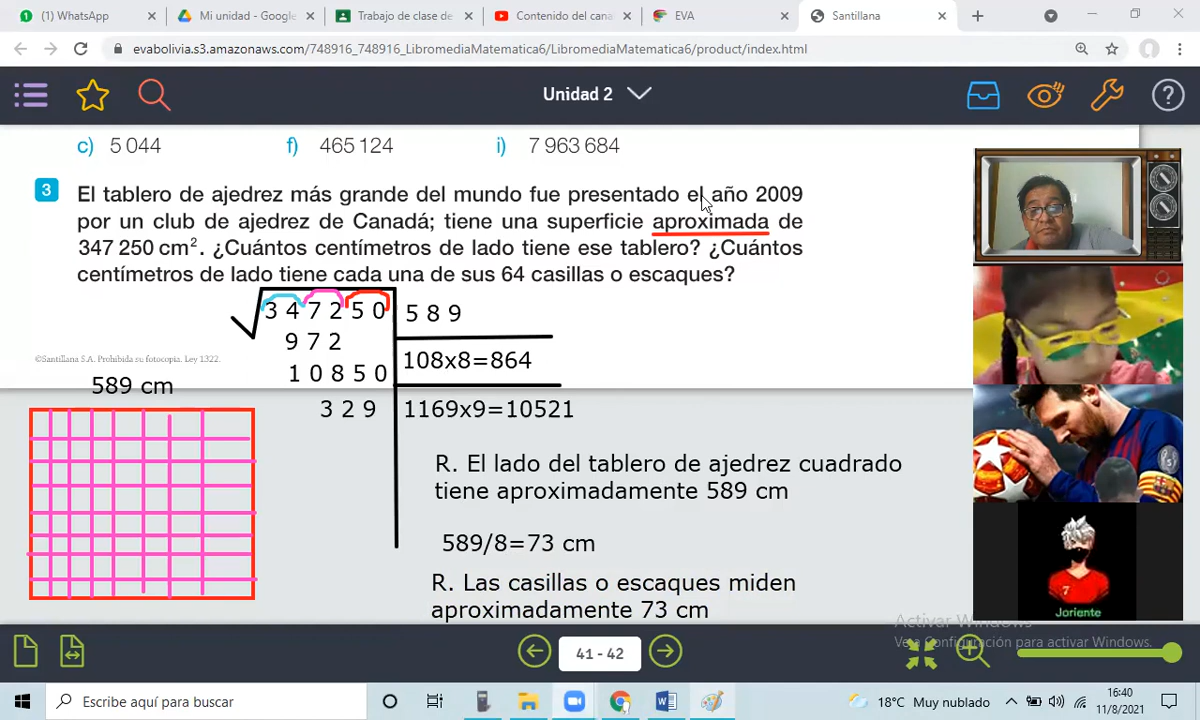 (1) WhatsApp
Mi unidad - Google
Trabajo de clase de
Contenido del cana
EVA
Santillana
evabolivia.s3.amazonaws.com/748916_748916_LibromediaMatematica6/LibromediaMatematica6/product/index.html
Unidad 2
c) 5 044 f) 465 124 i) 7 963 684
3 El tablero de ajedrez más grande del mundo fue presentado el año 2009
por un club de ajedrez de Canadá; tiene una superficie aproximada de
347 250 cm². ¿Cuántos centímetros de lado tiene ese tablero? ¿Cuántos
centímetros de lado tiene cada una de sus 64 casillas o escaques?
√ 3 4 7 2 5 0 5 8 9
9 7 2
108x8=864
1 0 8 5 0
3 2 9 1169x9=10521
©Santillana S.A. Prohibida su fotocopia. Ley 1322.
589 cm
R. El lado del tablero de ajedrez cuadrado
tiene aproximadamente 589 cm
589/8=73 cm
R. Las casillas o escaques miden
aproximadamente 73 cm
7
Joriente
Activar Windows
Ve a Configuración para activar Windows.
41 - 42
Escribe aquí para buscar
18°C Muy nublado
16:40
11/8/2021